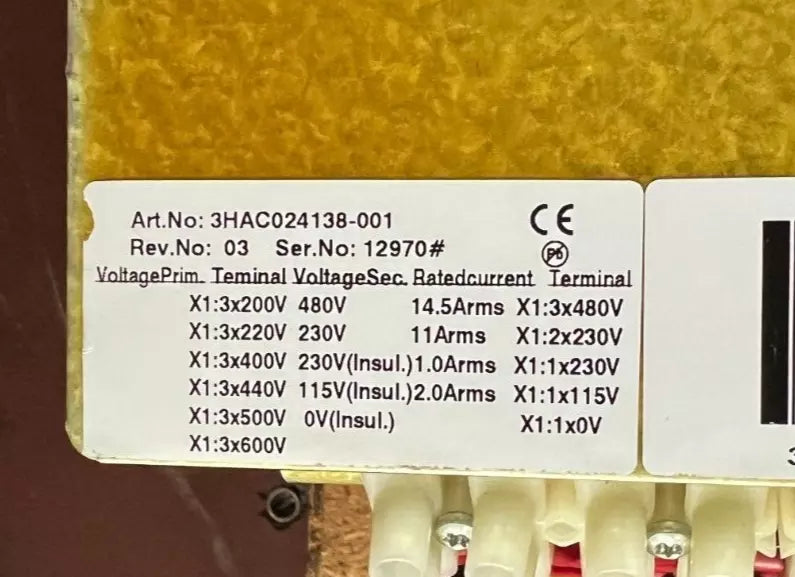 Art.No: 3HAC024138-001 CE
Rev.No: 03 Ser.No: 12970# Pb
VoltagePrim. Teminal VoltageSec. Ratedcurrent Terminal
X1:3x200V 480V 14.5Arms X1:3x480V
X1:3x220V 230V 11Arms X1:2x230V
X1:3x400V 230V(Insul.)1.0Arms X1:1x230V
X1:3x440V 115V(Insul.)2.0Arms X1:1x115V
X1:3x500V 0V(Insul.) X1:1x0V
X1:3x600V